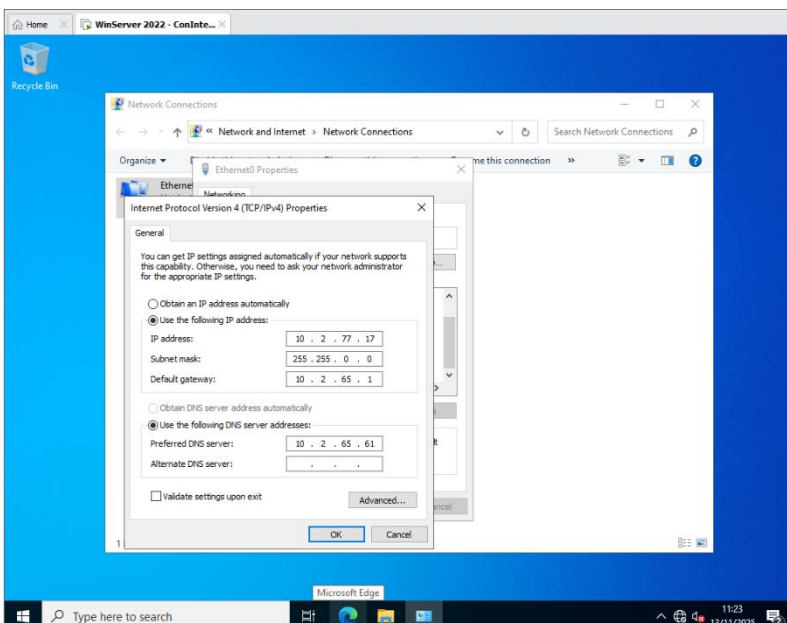 Home
WinServer 2022 - ConInte...
Recycle Bin
Network Connections
« Network and Internet > Network Connections
Search Network Connections
Organize
me this connection »
Ethernet0 Properties
Networking
Internet Protocol Version 4 (TCP/IPv4) Properties
General
You can get IP settings assigned automatically if your network supports
this capability. Otherwise, you need to ask your network administrator
for the appropriate IP settings.
Obtain an IP address automatically
Use the following IP address:
IP address: 10 . 2 . 77 . 17
Subnet mask: 255 . 255 . 0 . 0
Default gateway: 10 . 2 . 65 . 1
Obtain DNS server address automatically
Use the following DNS server addresses:
Preferred DNS server: 10 . 2 . 65 . 61
Alternate DNS server: . . .
Validate settings upon exit
Advanced...
OK Cancel
Microsoft Edge
Type here to search
11:23
13/11/2025